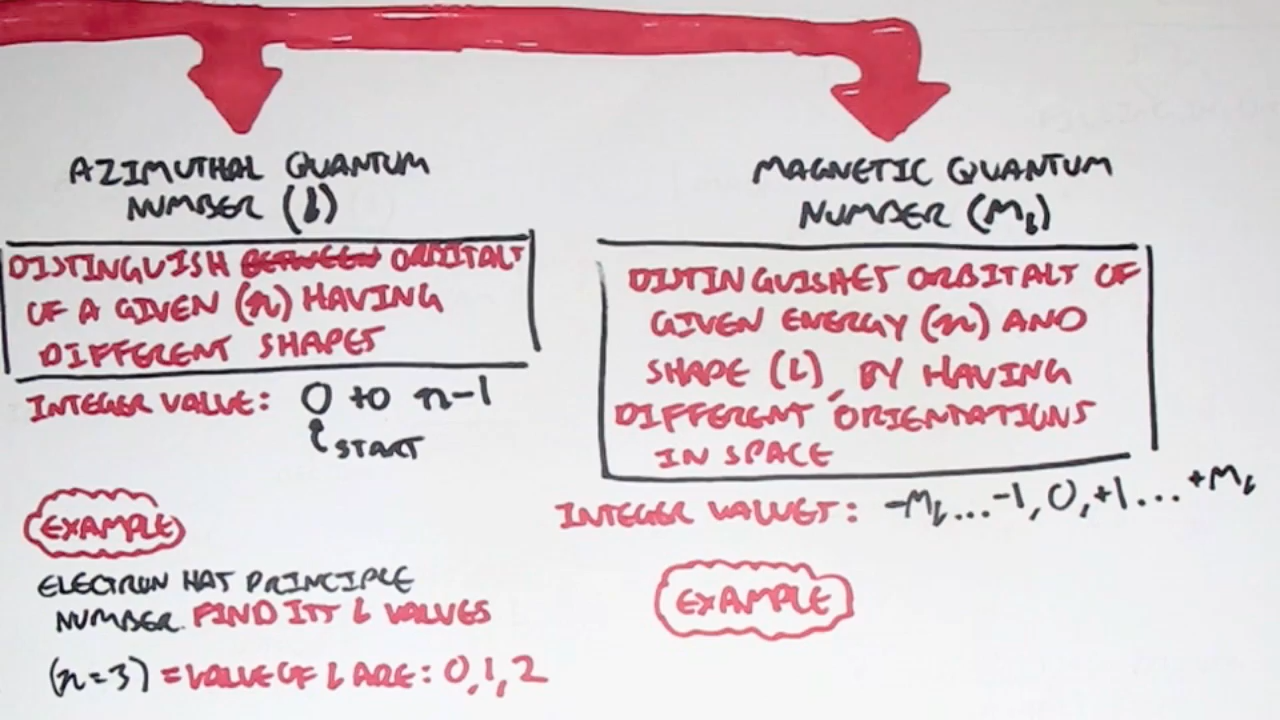 AZIMUTHAL QUANTUM
NUMBER (l)
DISTINGUISH BETWEEN ORBITALS
OF A GIVEN (n) HAVING
DIFFERENT SHAPES
INTEGER VALUE: 0 to n-1
START
EXAMPLE
ELECTRON HAS PRINCIPLE
NUMBER. FIND ITS L VALUES
(n=3) = VALUE OF L ARE: 0, 1, 2
MAGNETIC QUANTUM
NUMBER (Ml)
DISTINGUISHES ORBITALS OF
GIVEN ENERGY (n) AND
SHAPE (L), BY HAVING
DIFFERENT ORIENTATIONS
IN SPACE
INTEGER VALUES: -Ml...-1, 0, +1...+Ml
EXAMPLE